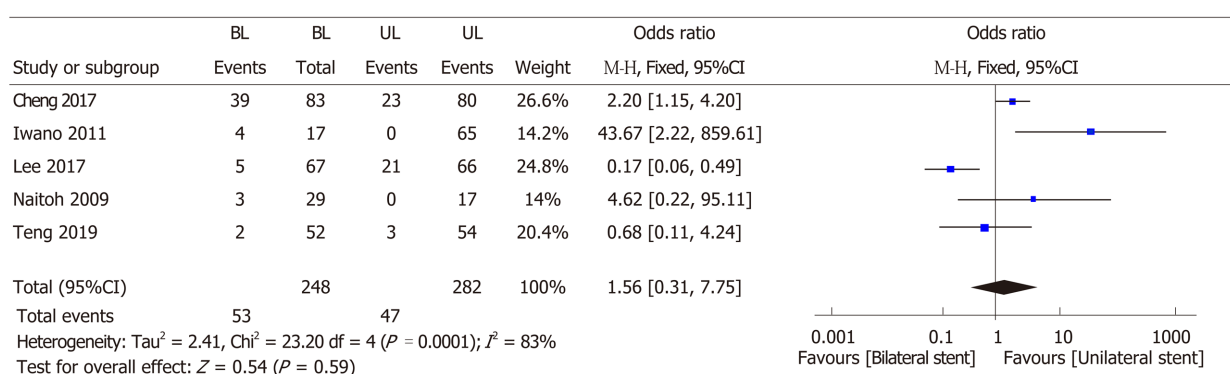 BL BL UL UL Odds ratio Odds ratio
Study or subgroup Events Total Events Events Weight M-H, Fixed, 95%CI M-H, Fixed, 95%CI
Cheng 2017 39 83 23 80 26.6% 2.20 [1.15, 4.20]
Iwano 2011 4 17 0 65 14.2% 43.67 [2.22, 859.61]
Lee 2017 5 67 21 66 24.8% 0.17 [0.06, 0.49]
Naitoh 2009 3 29 0 17 14% 4.62 [0.22, 95.11]
Teng 2019 2 52 3 54 20.4% 0.68 [0.11, 4.24]
Total (95%CI) 248 282 100% 1.56 [0.31, 7.75]
Total events 53 47
Heterogeneity: Tau² = 2.41, Chi² = 23.20 df = 4 (P = 0.0001); I² = 83%
Test for overall effect: Z = 0.54 (P = 0.59)
0.001 0.1 1 10 1000
Favours [Bilateral stent] Favours [Unilateral stent]